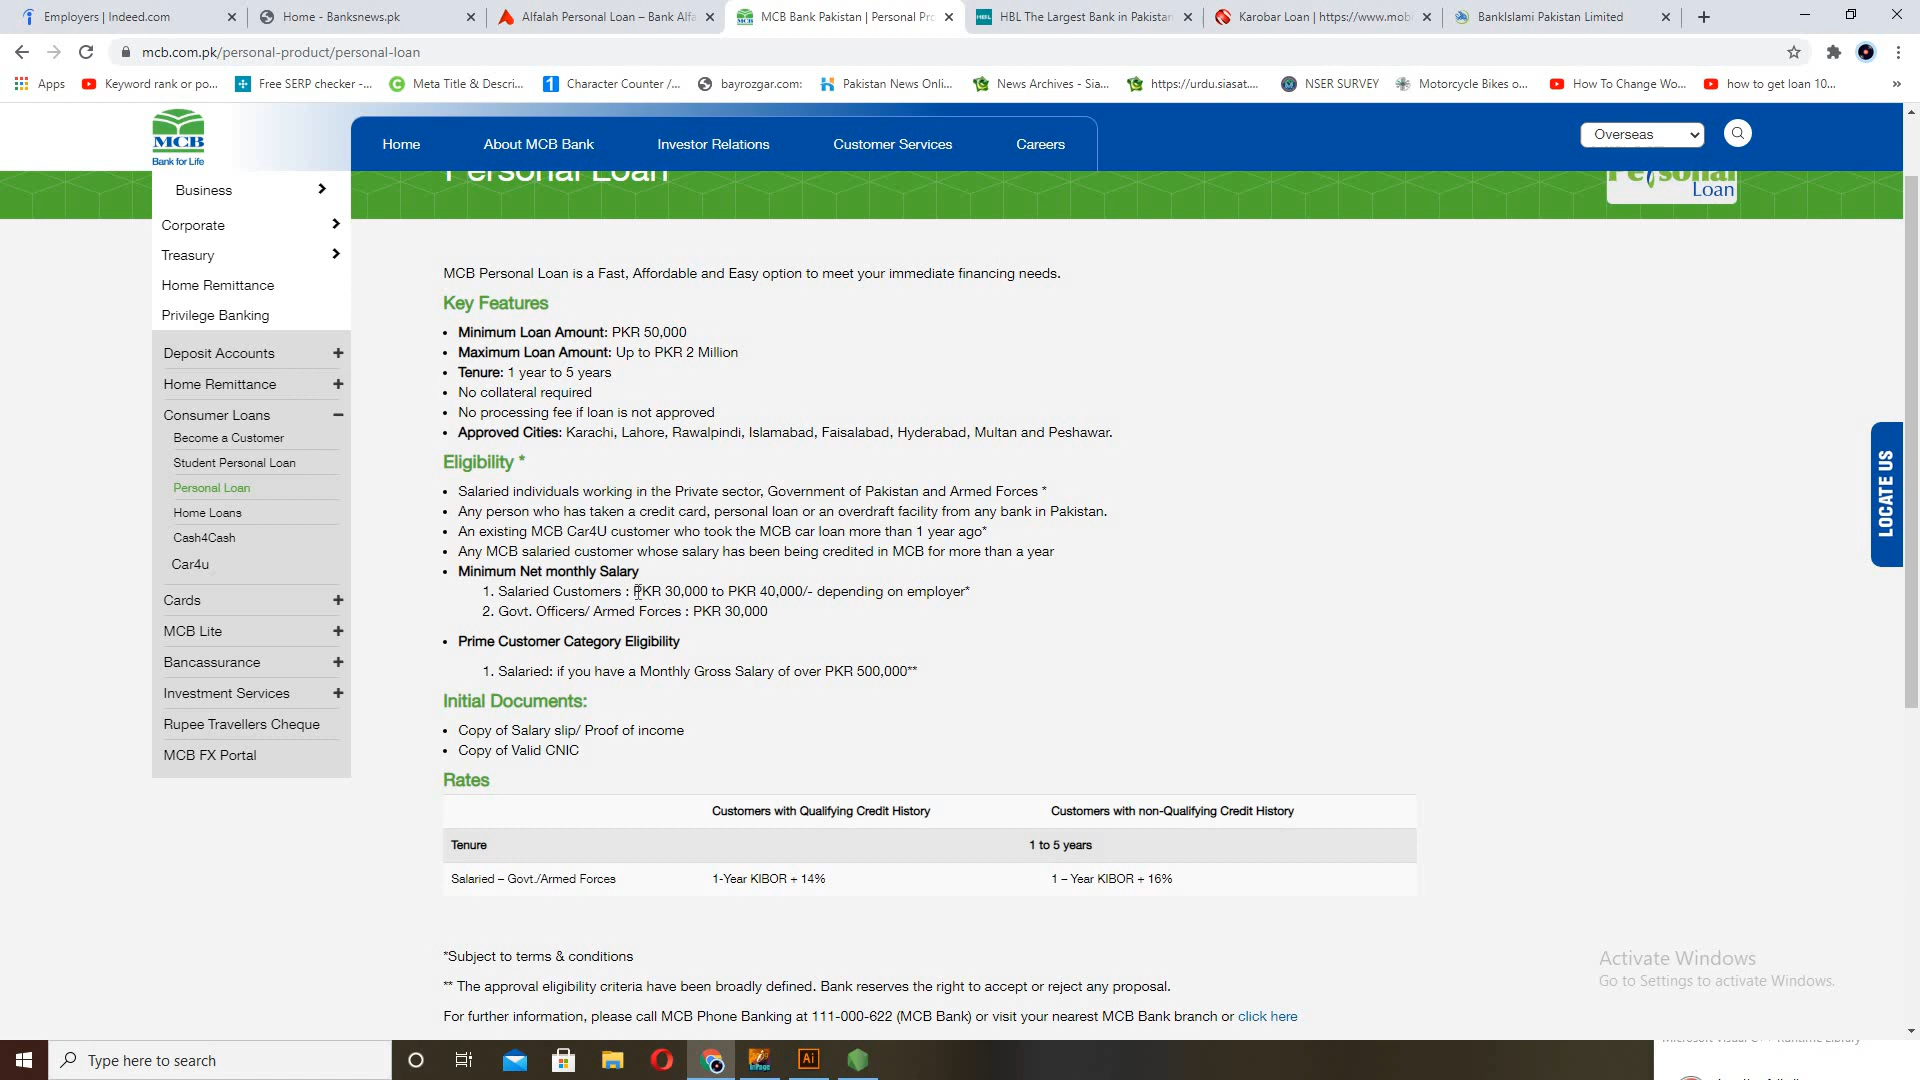 Employers | Indeed.com
Home - Banksnews.pk
Alfalah Personal Loan – Bank Alfa
MCB Bank Pakistan | Personal Pro
HBL The Largest Bank in Pakistan
Karobar Loan | https://www.mobi
BankIslami Pakistan Limited
mcb.com.pk/personal-product/personal-loan
Apps
Keyword rank or po...
Free SERP checker -...
Meta Title & Descri...
Character Counter /...
bayrozgar.com:
Pakistan News Onli...
News Archives - Sia...
https://urdu.siasat....
NSER SURVEY
Motorcycle Bikes o...
How To Change Wo...
how to get loan 10...
MCB
Bank for Life
Home
About MCB Bank
Investor Relations
Customer Services
Careers
Overseas
Personal Loan
Personal
Loan
Business
Corporate
Treasury
Home Remittance
Privilege Banking
Deposit Accounts
Home Remittance
Consumer Loans
Become a Customer
Student Personal Loan
Personal Loan
Home Loans
Cash4Cash
Car4u
Cards
MCB Lite
Bancassurance
Investment Services
Rupee Travellers Cheque
MCB FX Portal
MCB Personal Loan is a Fast, Affordable and Easy option to meet your immediate financing needs.
Key Features
• Minimum Loan Amount: PKR 50,000
• Maximum Loan Amount: Up to PKR 2 Million
• Tenure: 1 year to 5 years
• No collateral required
• No processing fee if loan is not approved
• Approved Cities: Karachi, Lahore, Rawalpindi, Islamabad, Faisalabad, Hyderabad, Multan and Peshawar.
Eligibility *
• Salaried individuals working in the Private sector, Government of Pakistan and Armed Forces *
• Any person who has taken a credit card, personal loan or an overdraft facility from any bank in Pakistan.
• An existing MCB Car4U customer who took the MCB car loan more than 1 year ago*
• Any MCB salaried customer whose salary has been being credited in MCB for more than a year
• Minimum Net monthly Salary
1. Salaried Customers : PKR 30,000 to PKR 40,000/- depending on employer*
2. Govt. Officers/ Armed Forces : PKR 30,000
• Prime Customer Category Eligibility
1. Salaried: if you have a Monthly Gross Salary of over PKR 500,000**
Initial Documents:
• Copy of Salary slip/ Proof of income
• Copy of Valid CNIC
Rates
Customers with Qualifying Credit History
Customers with non-Qualifying Credit History
Tenure
1 to 5 years
Salaried – Govt./Armed Forces
1-Year KIBOR + 14%
1 – Year KIBOR + 16%
*Subject to terms & conditions
** The approval eligibility criteria have been broadly defined. Bank reserves the right to accept or reject any proposal.
For further information, please call MCB Phone Banking at 111-000-622 (MCB Bank) or visit your nearest MCB Bank branch or click here
LOCATE US
Activate Windows
Go to Settings to activate Windows.
Type here to search
Ai